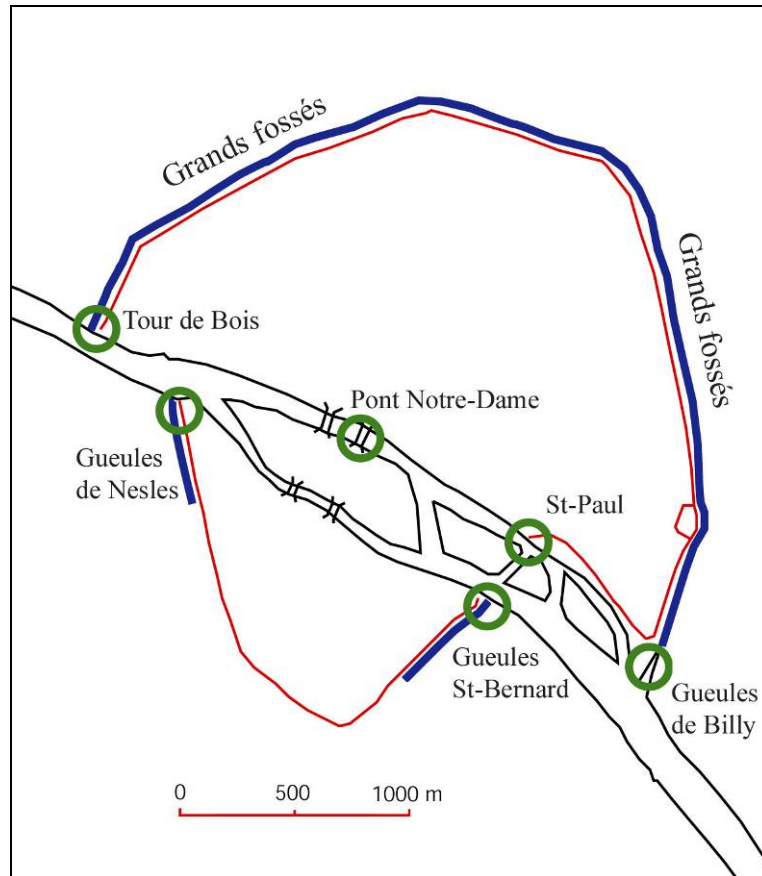 Grands fossés
Grands fossés
Tour de Bois
Pont Notre-Dame
Gueules
de Nesles
St-Paul
Gueules
St-Bernard
Gueules
de Billy
0 500 1000 m